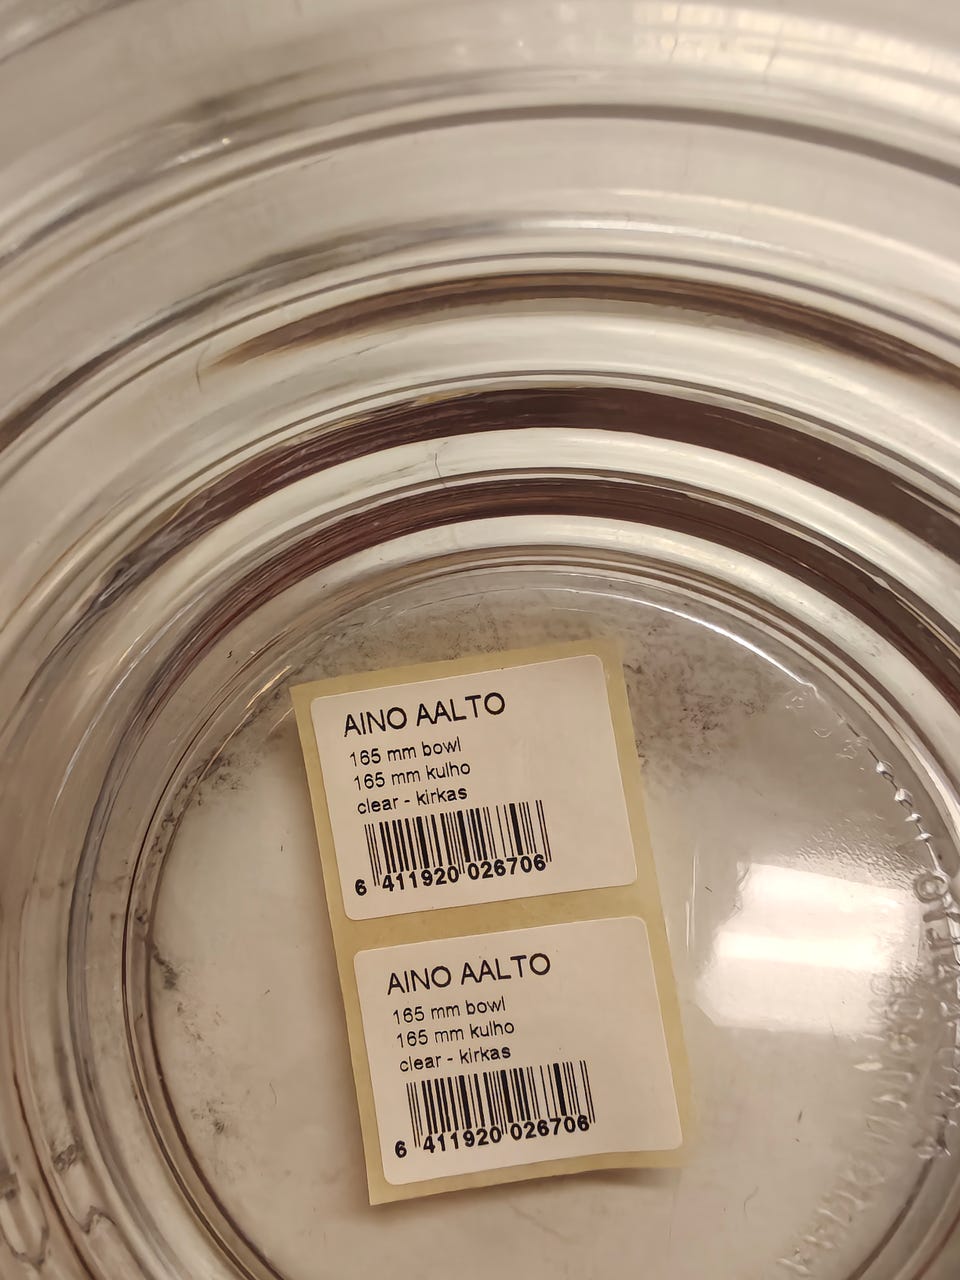 AINO AALTO
165 mm bowl
165 mm kulho
clear - kirkas
6 411920 026706
AINO AALTO
165 mm bowl
165 mm kulho
clear - kirkas
6 411920 026706